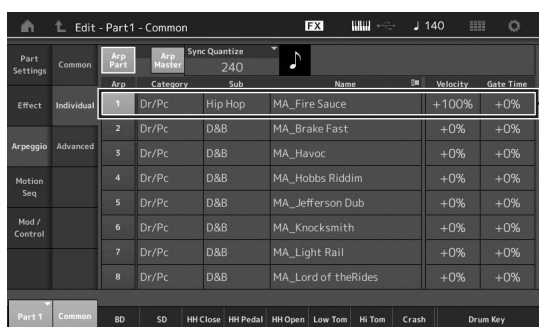 Edit - Part1 - Common FX ♩ 140
Part Settings Common Arp Part Arp Master Sync Quantize 240 ♪
Arp Category Sub Name Velocity Gate Time
Effect Individual 1 Dr/Pc Hip Hop MA_Fire Sauce +100% +0%
2 Dr/Pc D&B MA_Brake Fast +0% +0%
Arpeggio Advanced 3 Dr/Pc D&B MA_Havoc +0% +0%
Motion Seq 4 Dr/Pc D&B MA_Hobbs Riddim +0% +0%
5 Dr/Pc D&B MA_Jefferson Dub +0% +0%
Mod / Control 6 Dr/Pc D&B MA_Knocksmith +0% +0%
7 Dr/Pc D&B MA_Light Rail +0% +0%
8 Dr/Pc D&B MA_Lord of theRides +0% +0%
Part 1 Common BD SD HH Close HH Pedal HH Open Low Tom Hi Tom Crash Drum Key